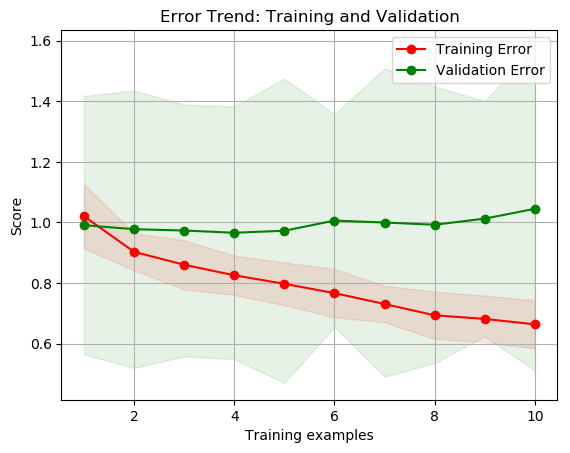 Error Trend: Training and Validation
Training Error
Validation Error
1.6
1.4
1.2
1.0
0.8
0.6
Score
2 4 6 8 10
Training examples